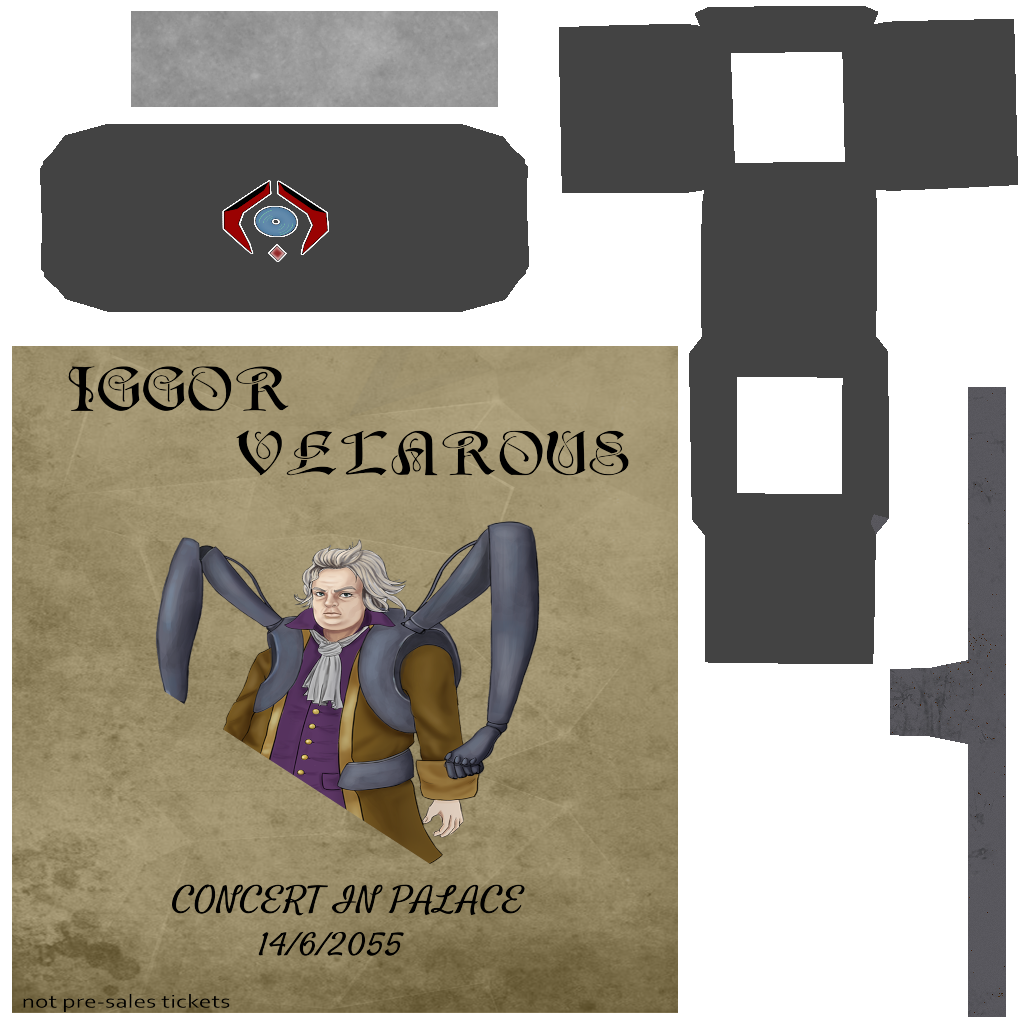 IGGOR
VELAROUS
CONCERT IN PALACE
14/6/2055
not pre-sales tickets